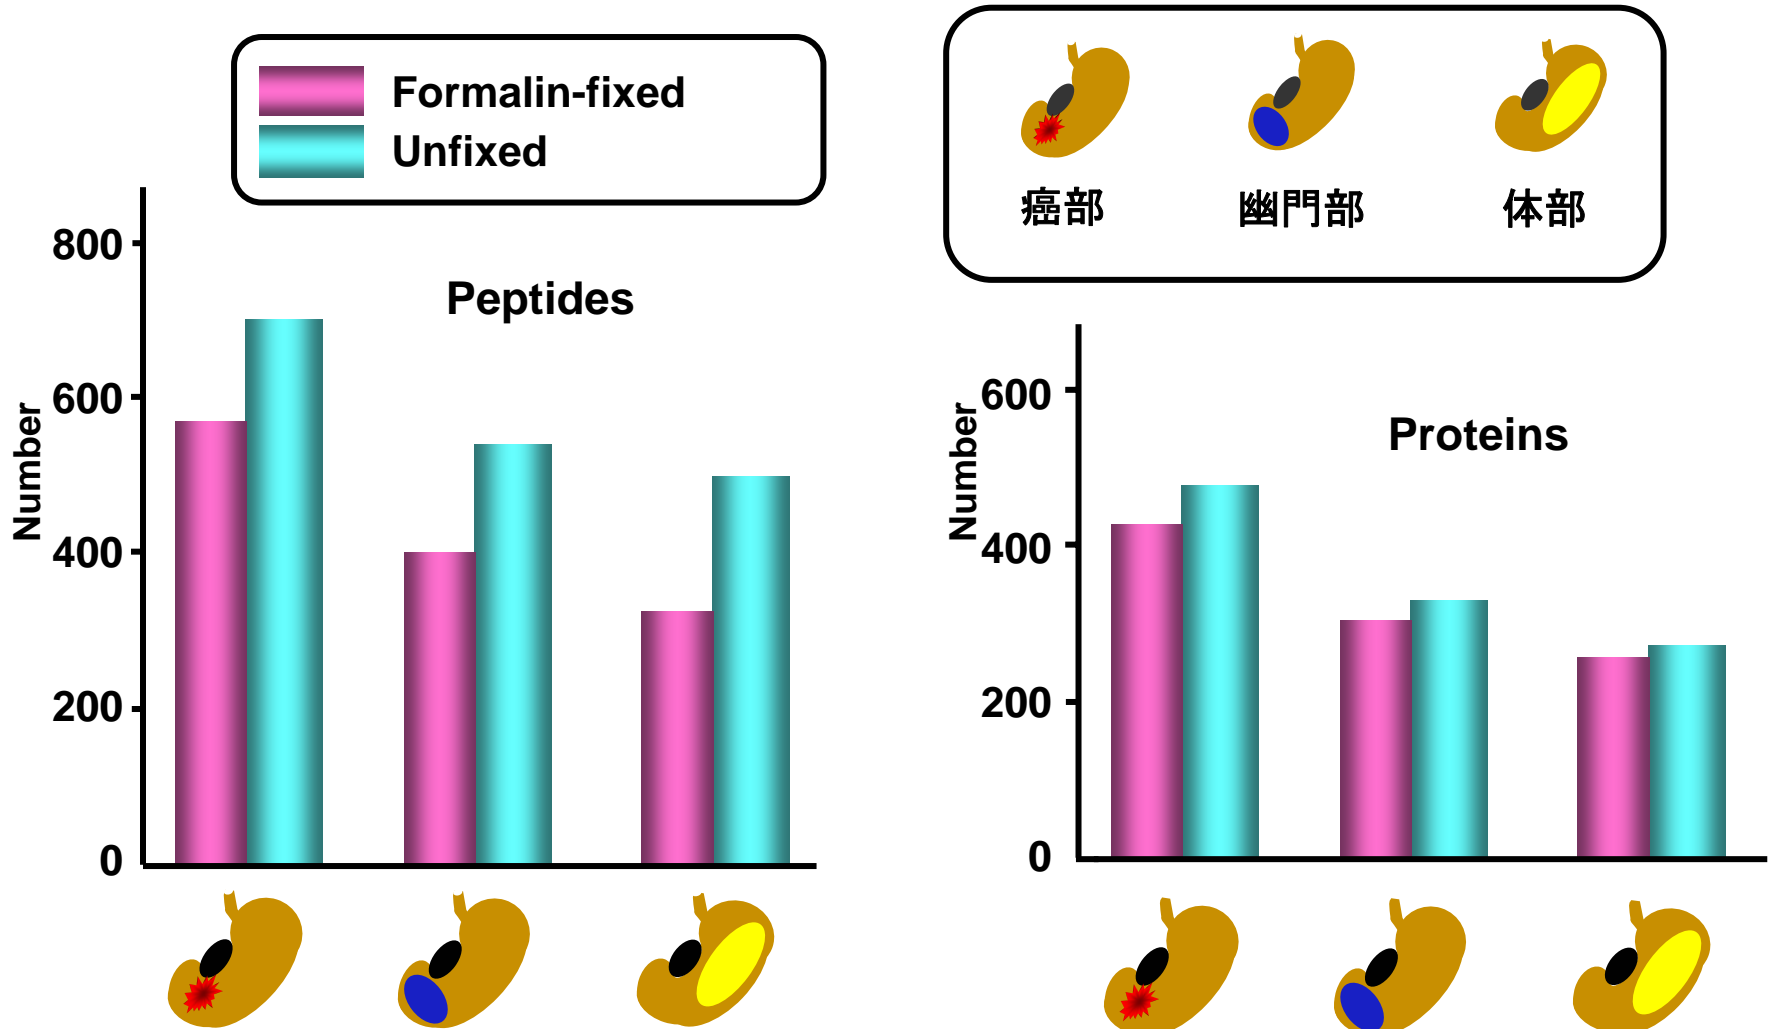 Formalin-fixed
Unfixed
癌部
幽門部
体部
Peptides
Number
800
600
400
200
0
Proteins
Number
600
400
200
0